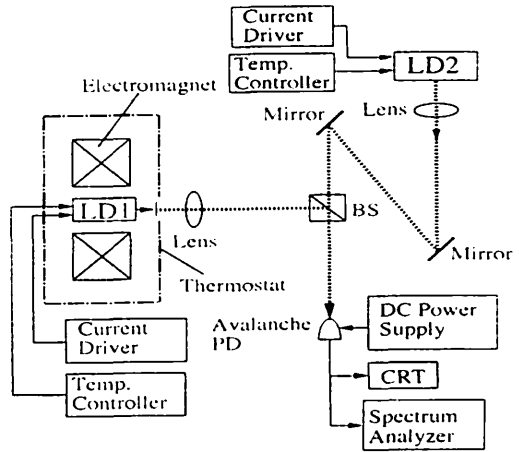 Current
Driver
Temp.
Controller
LD2
Electromagnet
Mirror
Lens
LD1
BS
Lens
Mirror
Thermostat
Current
Driver
Avalanche
PD
DC Power
Supply
Temp.
Controller
CRT
Spectrum
Analyzer